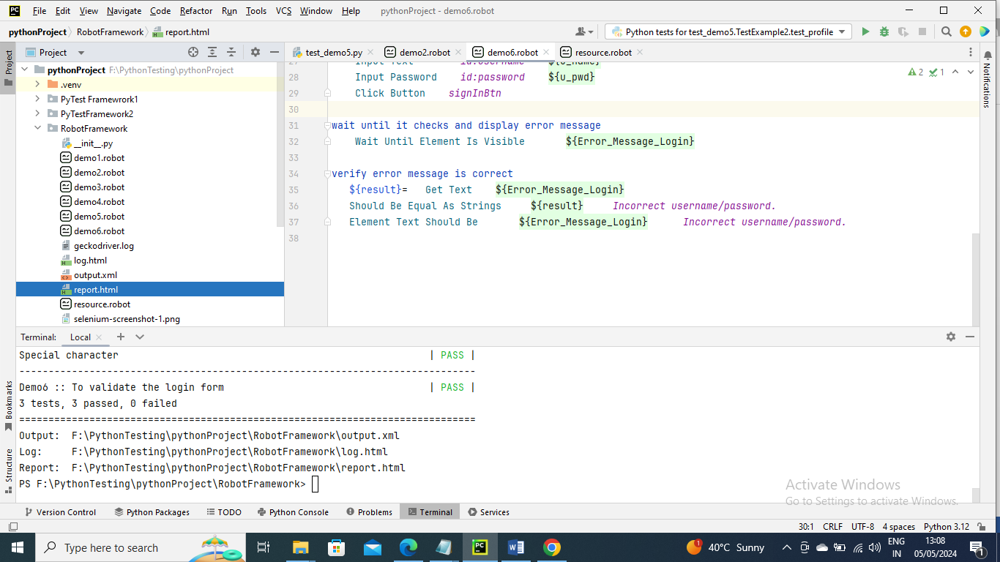 PC File Edit View Navigate Code Refactor Run Tools VCS Window Help pythonProject - demo6.robot
pythonProject RobotFramework report.html Python tests for test_demo5.TestExample2.test_profile
Project
Project
pythonProject F:\PythonTesting\pythonProject
.venv
PyTest Framewrork1
PyTestFramework2
RobotFramework
__init__.py
demo1.robot
demo2.robot
demo3.robot
demo4.robot
demo5.robot
demo6.robot
geckodriver.log
log.html
output.xml
report.html
resource.robot
selenium-screenshot-1.png
test_demo5.py demo2.robot demo6.robot resource.robot
27 Input Text id:username ${u_name}
28 Input Password id:password ${u_pwd}
29 Click Button signInBtn
30
31 wait until it checks and display error message
32 Wait Until Element Is Visible ${Error_Message_Login}
33
34 verify error message is correct
35 ${result}= Get Text ${Error_Message_Login}
36 Should Be Equal As Strings ${result} Incorrect username/password.
37 Element Text Should Be ${Error_Message_Login} Incorrect username/password.
38
2 1
Notifications
Bookmarks
Structure
Terminal: Local
Special character | PASS |
------------------------------------------------------------------------------
Demo6 :: To validate the login form | PASS |
3 tests, 3 passed, 0 failed
==============================================================================
Output: F:\PythonTesting\pythonProject\RobotFramework\output.xml
Log: F:\PythonTesting\pythonProject\RobotFramework\log.html
Report: F:\PythonTesting\pythonProject\RobotFramework\report.html
PS F:\PythonTesting\pythonProject\RobotFramework>
Activate Windows
Go to Settings to activate Windows.
Version Control Python Packages TODO Python Console Problems Terminal Services
30:1 CRLF UTF-8 4 spaces Python 3.12
Type here to search
PC
W
1
40°C Sunny
ENG
IN
13:08
05/05/2024
1